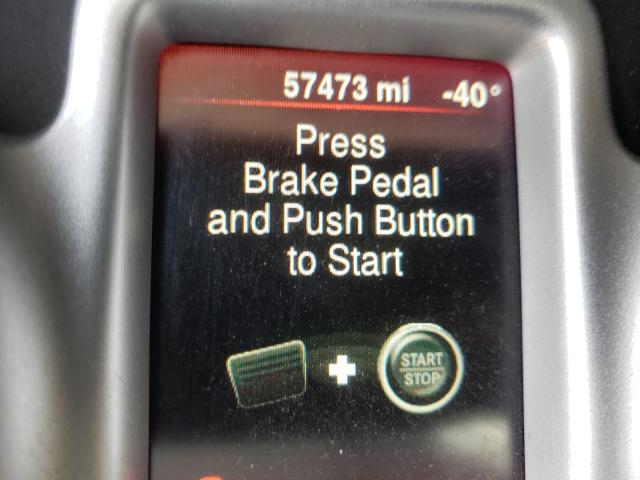 57473 mi -40°
Press
Brake Pedal
and Push Button
to Start
START
STOP